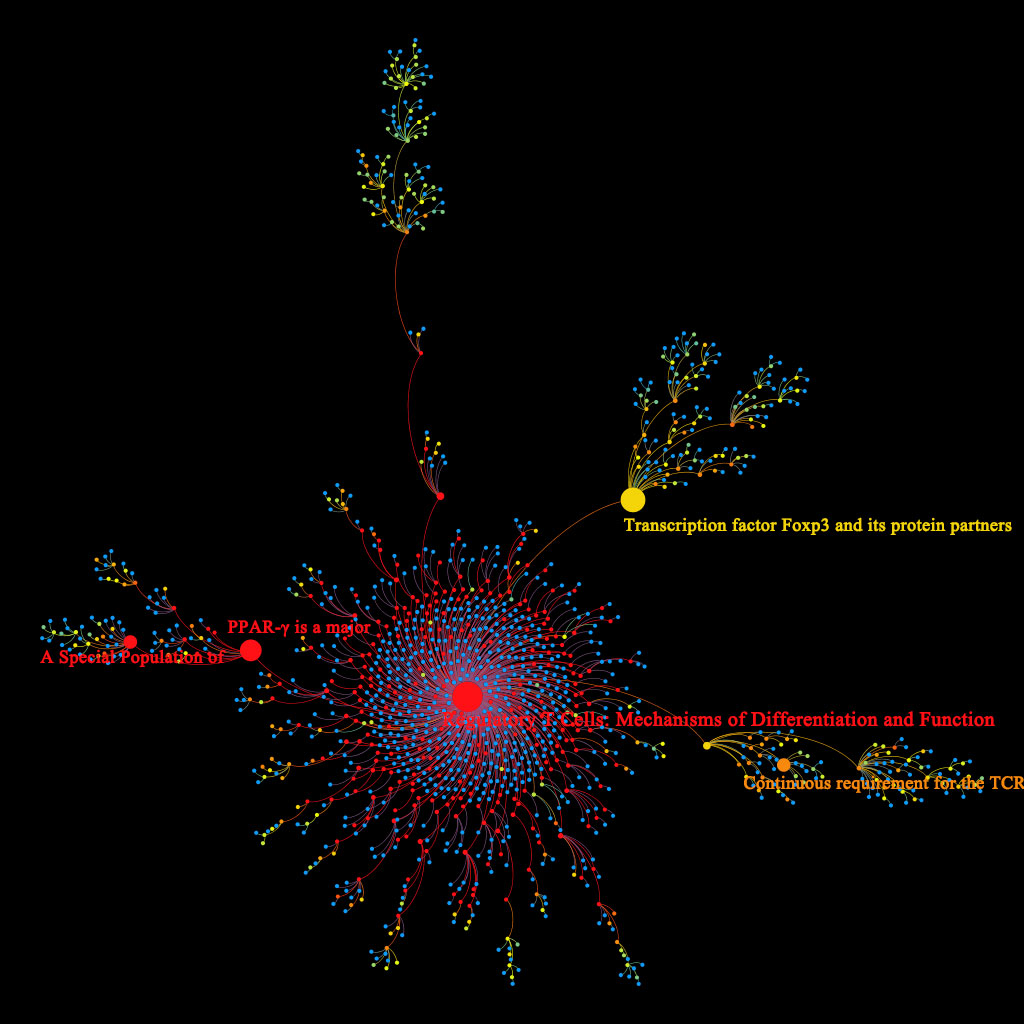 Transcription factor Foxp3 and its protein partners
PPAR-γ is a major
A Special Population of
Regulatory T Cells: Mechanisms of Differentiation and Function
Continuous requirement for the TCR